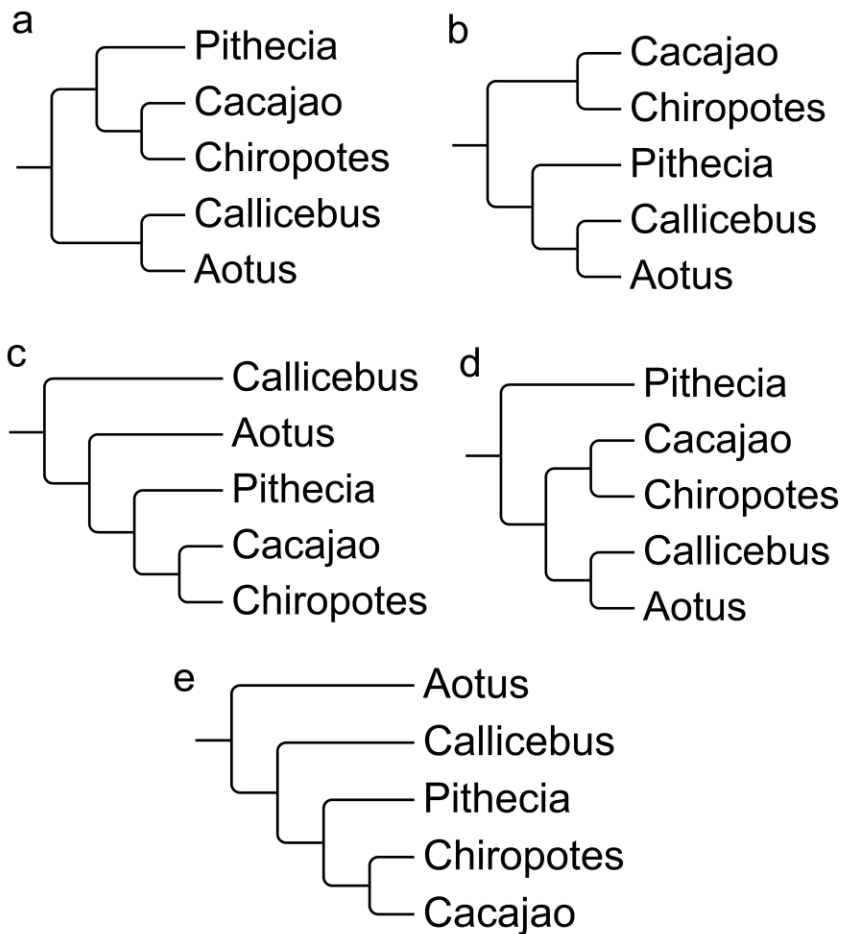 a
Pithecia
Cacajao
Chiropotes
Callicebus
Aotus
b
Cacajao
Chiropotes
Pithecia
Callicebus
Aotus
c
Callicebus
Aotus
Pithecia
Cacajao
Chiropotes
d
Pithecia
Cacajao
Chiropotes
Callicebus
Aotus
e
Aotus
Callicebus
Pithecia
Chiropotes
Cacajao